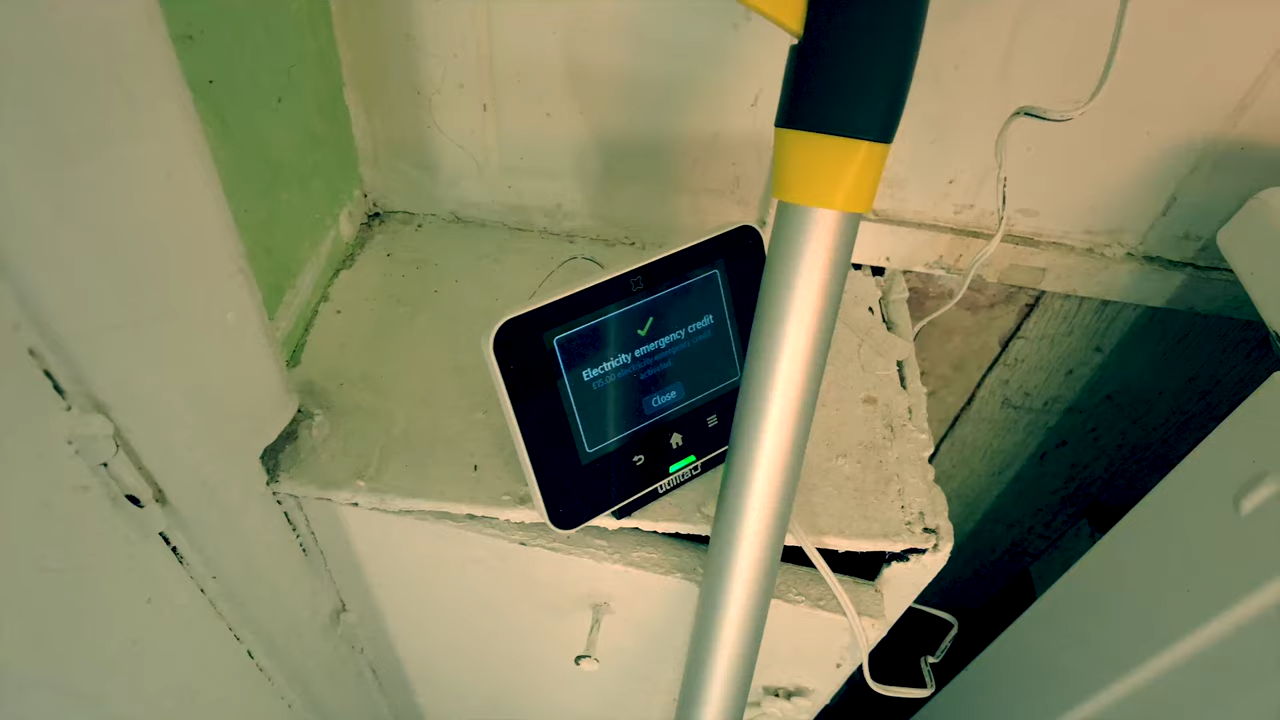 Electricity emergency credit
£15.00 electricity emergency credit
activated.
Close
utilita